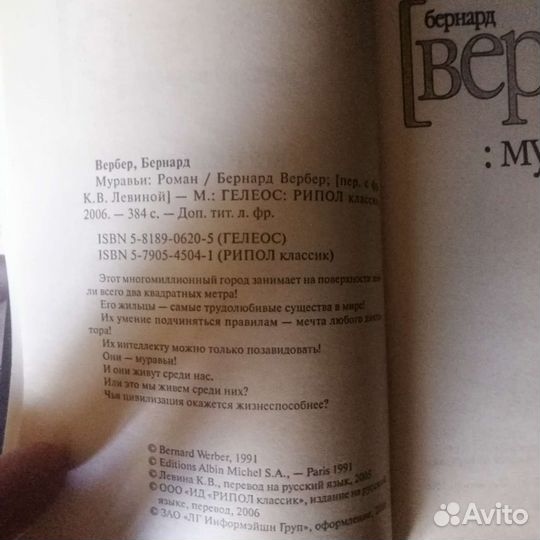 Вербер, Бернард
Муравьи: Роман / Бернард Вербер; [пер. с фр.
К.В. Левиной] — М.: ГЕЛЕОС: РИПОЛ классик,
2006. — 384 с. — Доп. тит. л. фр.
ISBN 5-8189-0620-5 (ГЕЛЕОС)
ISBN 5-7905-4504-1 (РИПОЛ классик)
Этот многомиллионный город занимает на поверхности
ли всего два квадратных метра!
Его жильцы — самые трудолюбивые существа в мире!
Их умение подчиняться правилам — мечта любого
тора!
Их интеллекту можно только позавидовать!
Они — муравьи!
И они живут среди нас.
Или это мы живем среди них?
Чья цивилизация окажется жизнеспособнее?
© Bernard Werber, 1991
© Editions Albin Michel S.A., — Paris 1991
© Левина К.В., перевод на русский язык, 2005
© ООО «ИД «РИПОЛ классик», издание на русском
языке, перевод, 2006
© ЗАО «ЛГ Информэйшн Груп», оформление, 2006
[бернард
вер
: му
Avito